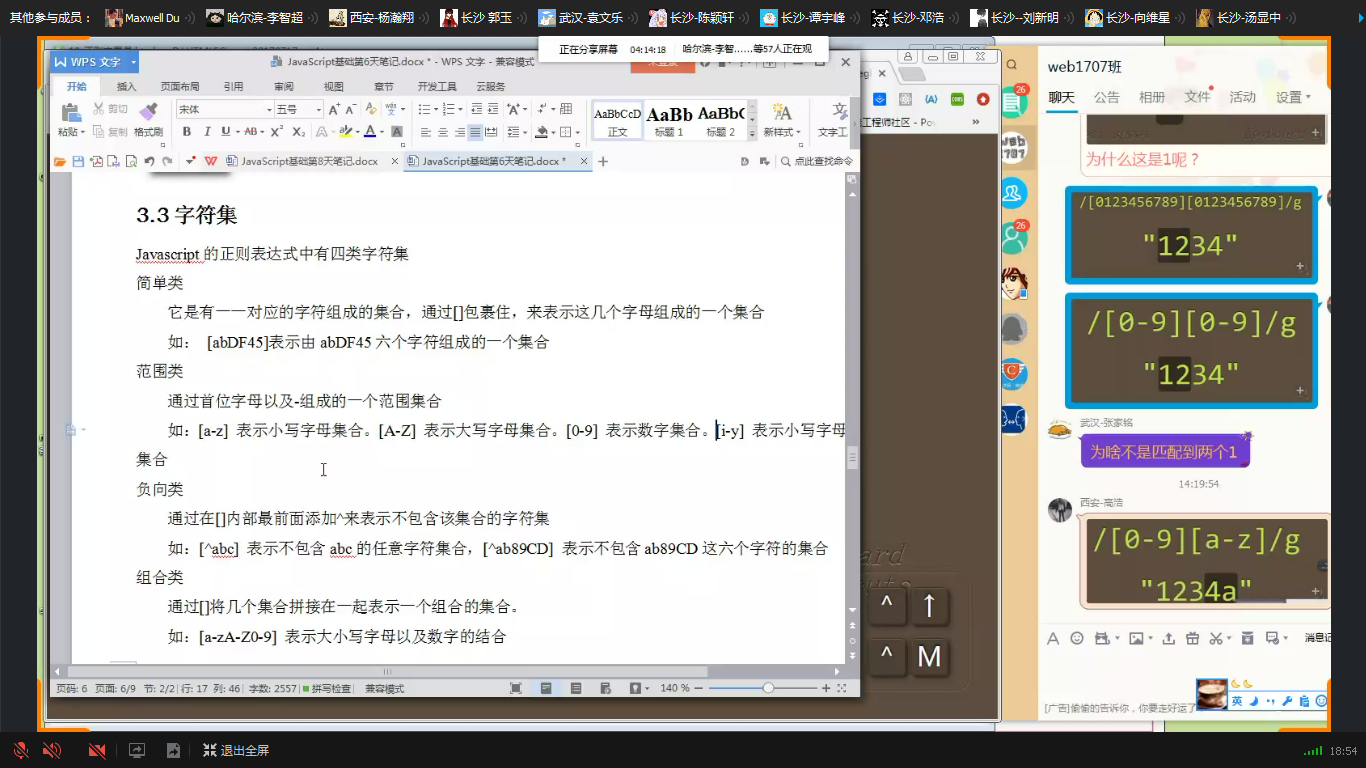 其他参与成员：
Maxwell Du
哈尔滨-李智超
西安-杨瀚翔
长沙 郭玉
武汉-袁文乐
长沙-陈颖轩
长沙-谭宇峰
长沙-邓浩
长沙--刘新明
长沙-向维星
长沙-汤显中
正在分享屏幕 04:14:18 哈尔滨-李智......等57人正在观
WPS 文字
JavaScript基础第6天笔记.docx * - WPS 文字 - 兼容模式
开始 插入 页面布局 引用 审阅 视图 章节 开发工具 云服务
粘贴 剪切 复制 格式刷
宋体 五号
AaBbCcD 正文
AaBb 标题 1
AaBb( 标题 2
新样式
文字工
JavaScript基础第8天笔记.docx
JavaScript基础第6天笔记.docx *
点此查找命令
3.3 字符集
Javascript 的正则表达式中有四类字符集
简单类
它是有一一对应的字符组成的集合，通过[]包裹住，来表示这几个字母组成的一个集合
如： [abDF45]表示由 abDF45 六个字符组成的一个集合
范围类
通过首位字母以及-组成的一个范围集合
如：[a-z] 表示小写字母集合。[A-Z] 表示大写字母集合。[0-9] 表示数字集合。[i-y] 表示小写字母
集合
负向类
通过在[]内部最前面添加^来表示不包含该集合的字符集
如：[^abc] 表示不包含 abc 的任意字符集合，[^ab89CD] 表示不包含 ab89CD 这六个字符的集合
组合类
通过[]将几个集合拼接在一起表示一个组合的集合。
如：[a-zA-Z0-9] 表示大小写字母以及数字的结合
页码: 6 页面: 6/9 节: 2/2 行: 17 列: 46 字数: 2557 拼写检查 兼容模式
140 %
工程师社区 - Po
^ ↑
^ M
web1707班
聊天 公告 相册 文件 活动 设置
26
26
为什么这是1呢？
/[0123456789][0123456789]/g
"1234"
/[0-9][0-9]/g
"1234"
武汉-张家铭
为啥不是匹配到两个1
14:19:54
西安-高浩
/[0-9][a-z]/g
"1234a"
消息记
英
[广告]偷偷的告诉你，你要走好运了
退出全屏
18:54